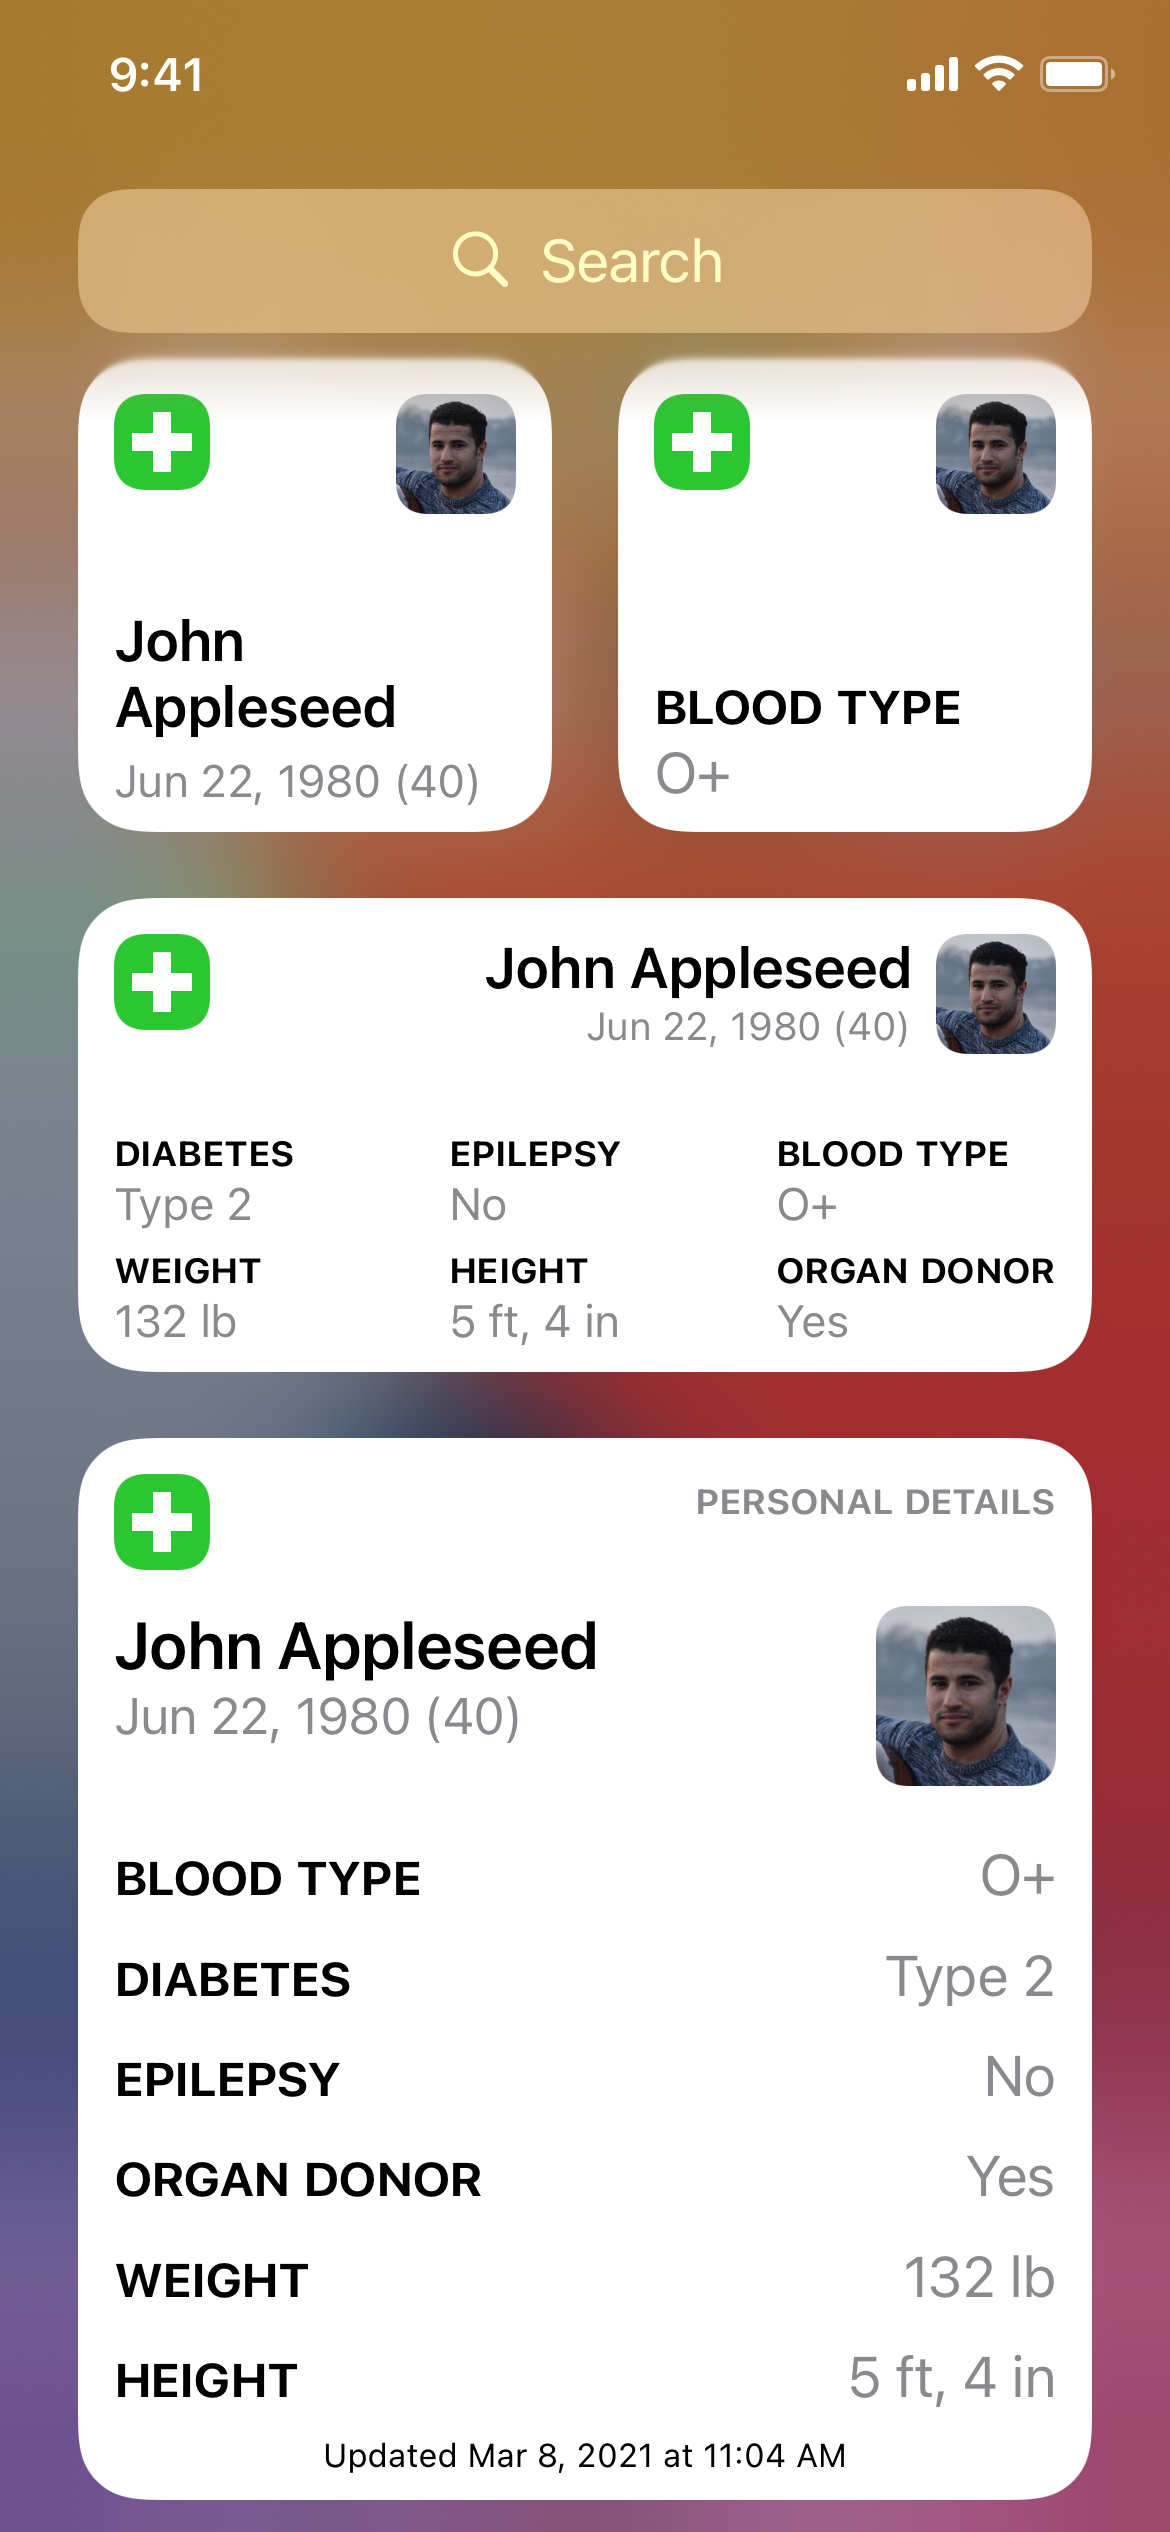 9:41
Search
John
Appleseed
Jun 22, 1980 (40)
BLOOD TYPE
O+
John Appleseed
Jun 22, 1980 (40)
DIABETES EPILEPSY BLOOD TYPE
Type 2 No O+
WEIGHT HEIGHT ORGAN DONOR
132 lb 5 ft, 4 in Yes
PERSONAL DETAILS
John Appleseed
Jun 22, 1980 (40)
BLOOD TYPE O+
DIABETES Type 2
EPILEPSY No
ORGAN DONOR Yes
WEIGHT 132 lb
HEIGHT 5 ft, 4 in
Updated Mar 8, 2021 at 11:04 AM